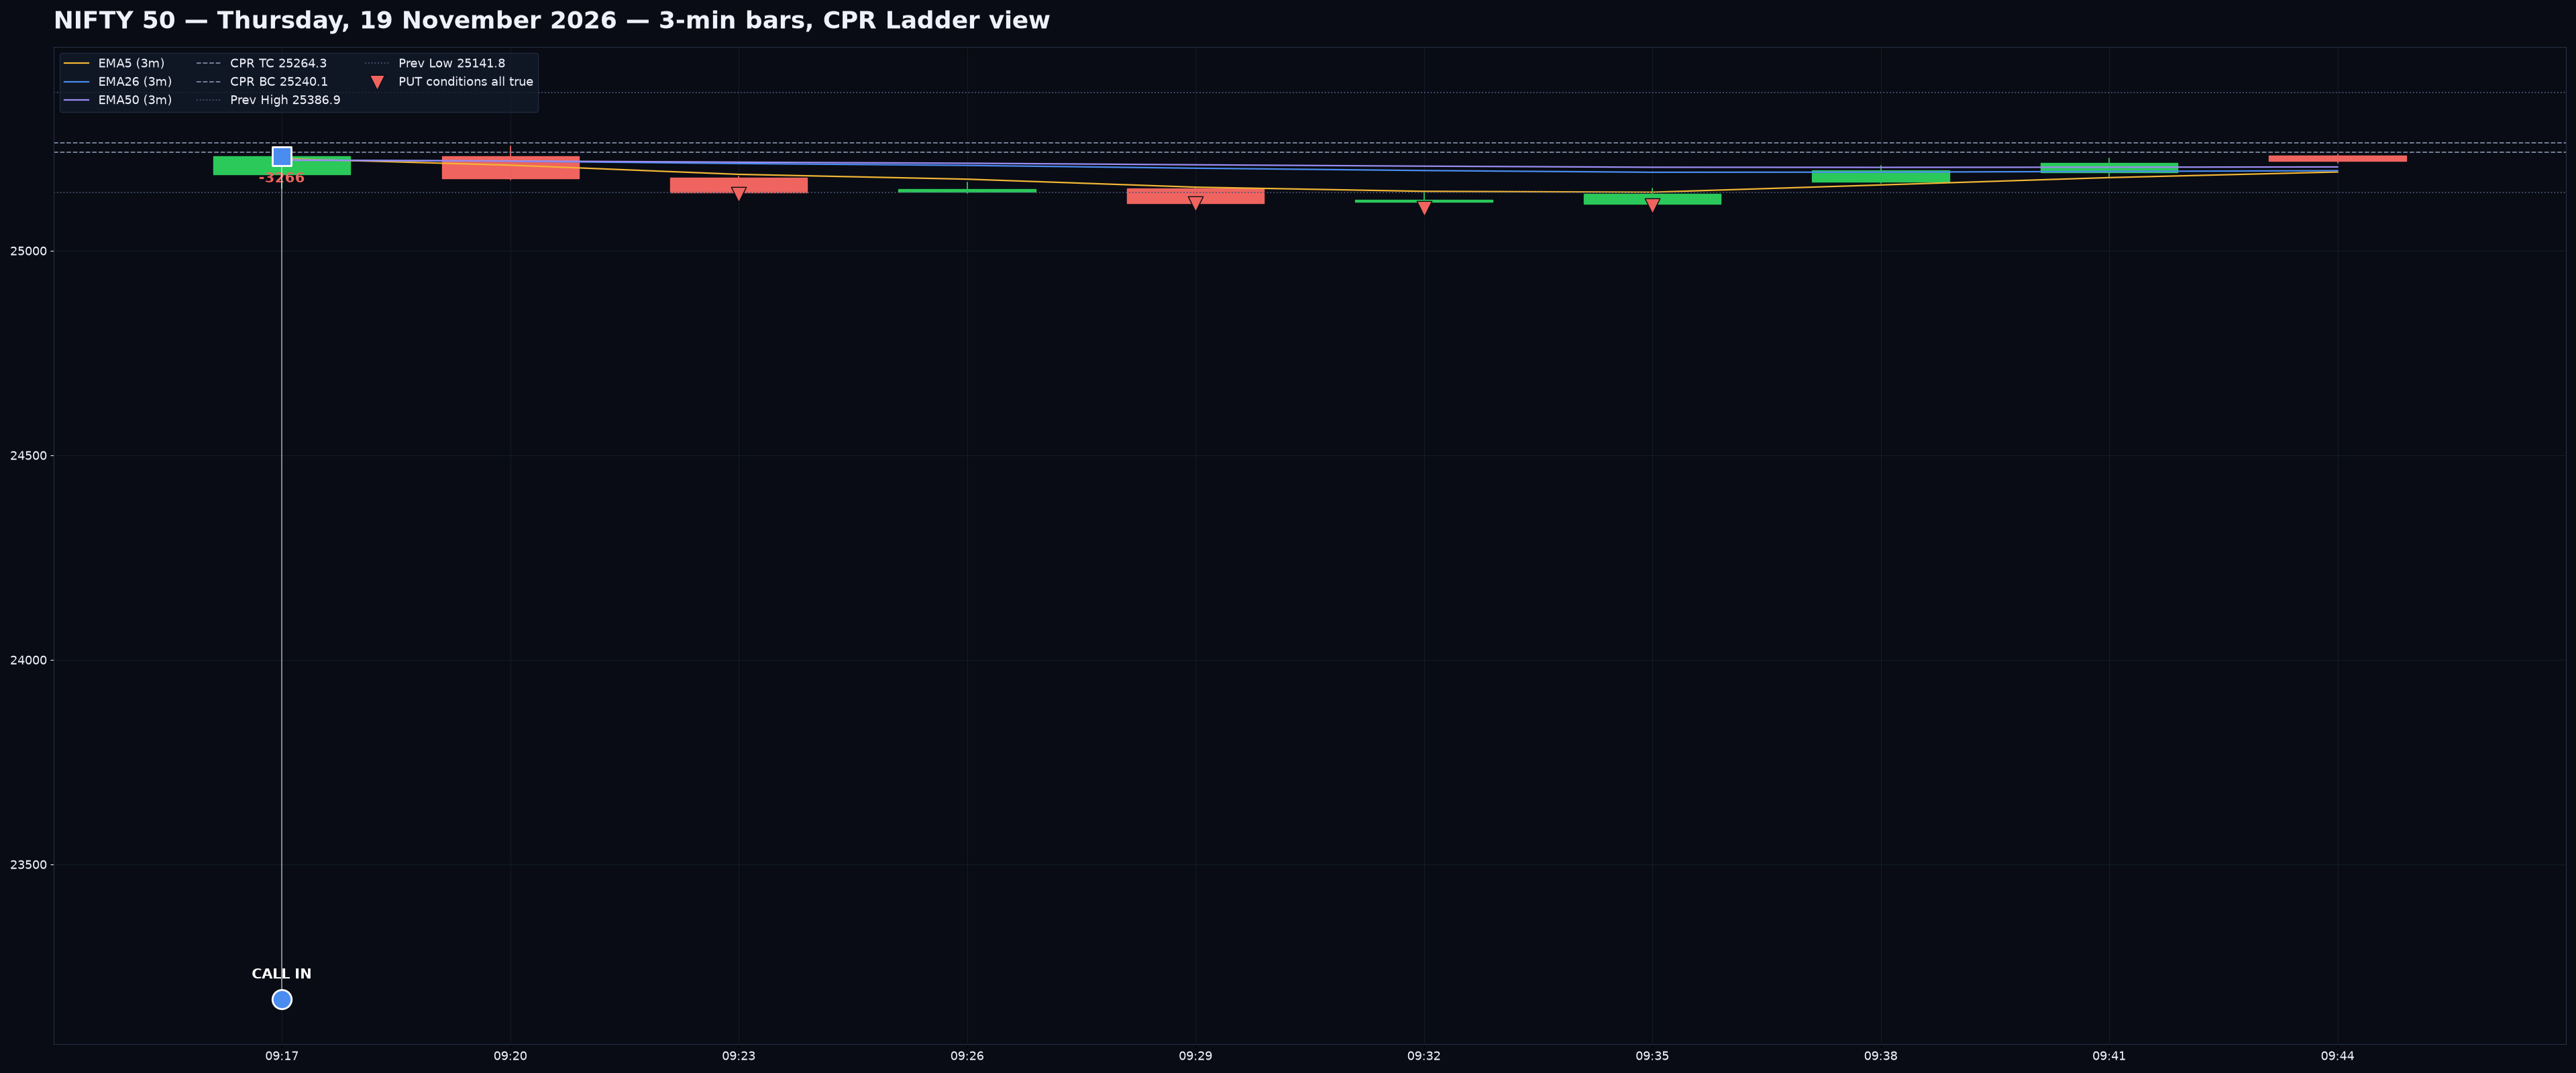 NIFTY 50 — Thursday, 19 November 2026 — 3-min bars, CPR Ladder view
EMA5 (3m)
EMA26 (3m)
EMA50 (3m)
CPR TC 25264.3
CPR BC 25240.1
Prev High 25386.9
Prev Low 25141.8
PUT conditions all true
-3266
25000
24500
24000
23500
CALL IN
09:17
09:20
09:23
09:26
09:29
09:32
09:35
09:38
09:41
09:44